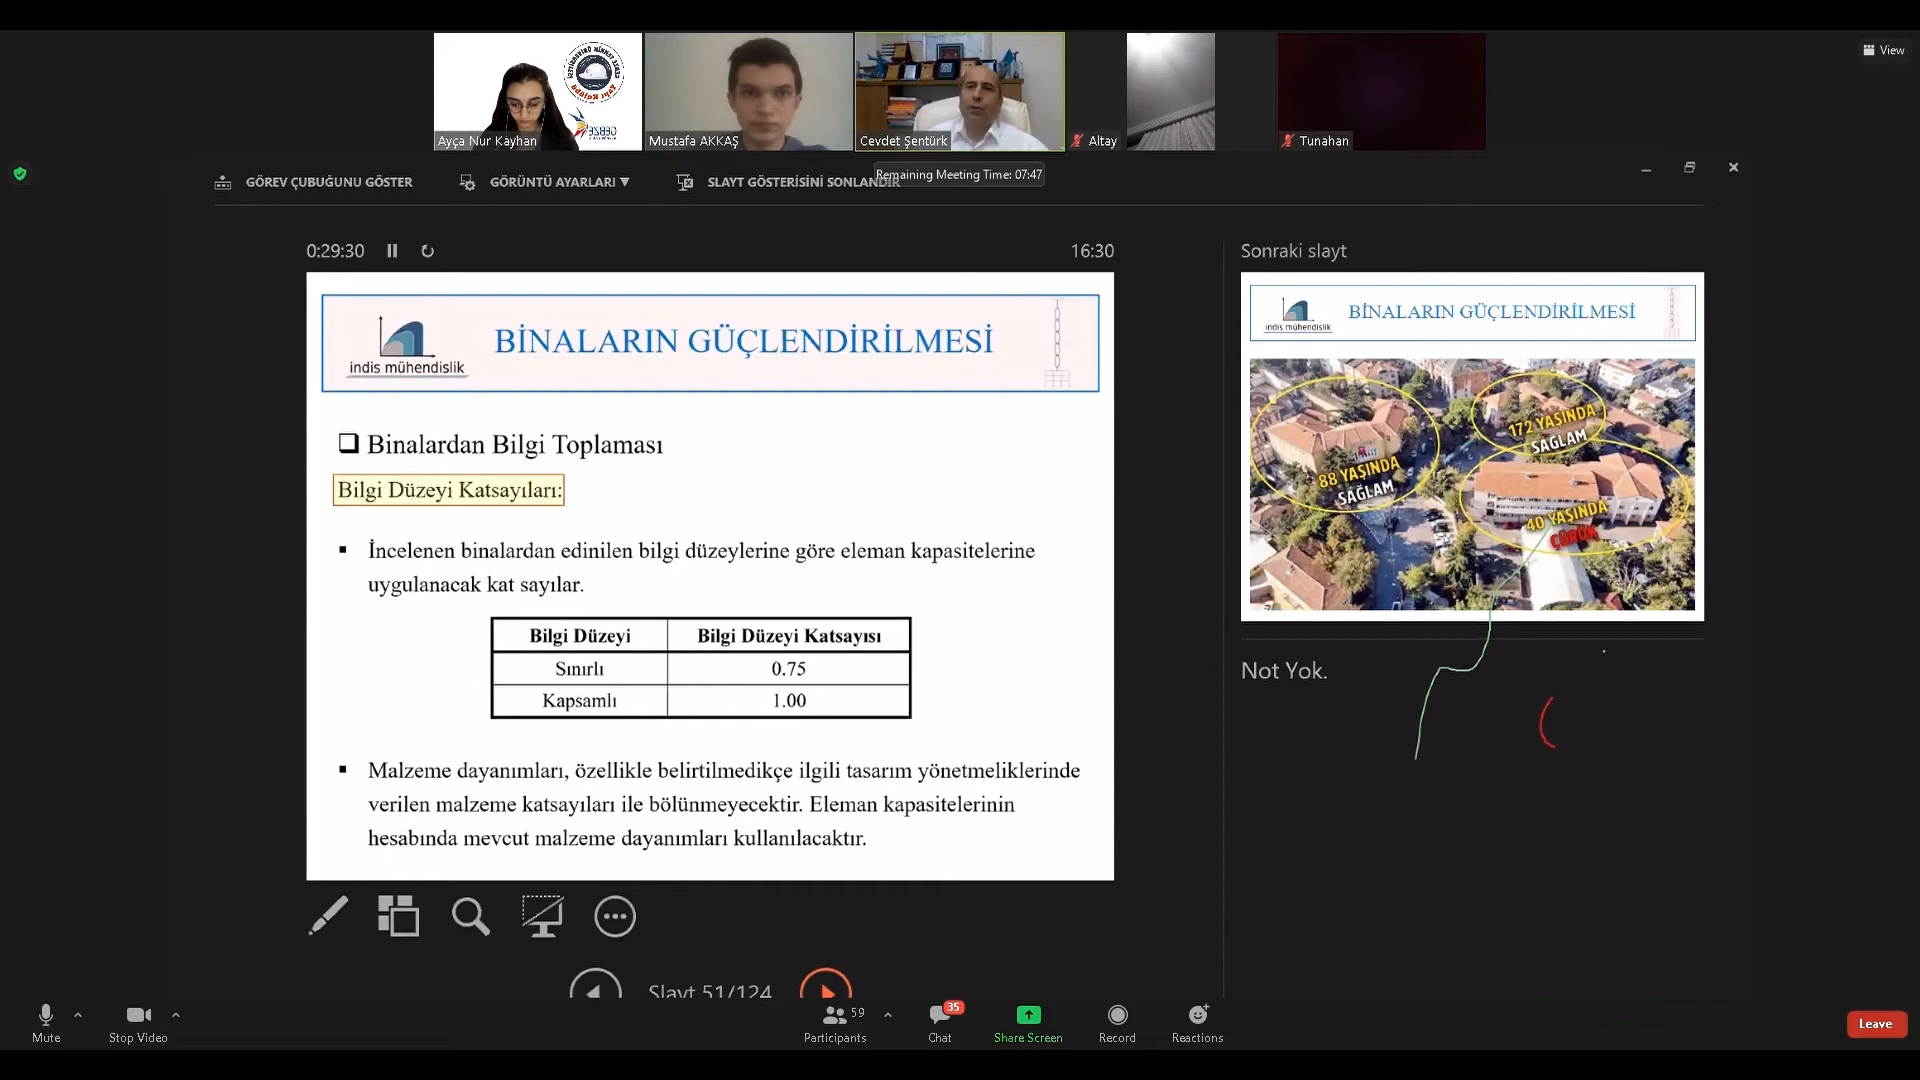 View
Ayça Nur Kayhan
Mustafa AKKAŞ
Cevdet Şentürk
Altay
Tunahan
Remaining Meeting Time: 07:47
GÖREV ÇUBUĞUNU GÖSTER
GÖRÜNTÜ AYARLARI ▼
SLAYT GÖSTERİSİNİ SONLANDIR
0:29:30
16:30
indis mühendislik
BİNALARIN GÜÇLENDİRİLMESİ
❑ Binalardan Bilgi Toplaması
Bilgi Düzeyi Katsayıları:
▪ İncelenen binalardan edinilen bilgi düzeylerine göre eleman kapasitelerine
uygulanacak kat sayılar.
Bilgi Düzeyi Bilgi Düzeyi Katsayısı
Sınırlı 0.75
Kapsamlı 1.00
▪ Malzeme dayanımları, özellikle belirtilmedikçe ilgili tasarım yönetmeliklerinde
verilen malzeme katsayıları ile bölünmeyecektir. Eleman kapasitelerinin
hesabında mevcut malzeme dayanımları kullanılacaktır.
Slayt 51/124
Sonraki slayt
indis mühendislik
BİNALARIN GÜÇLENDİRİLMESİ
172 YAŞINDA
SAĞLAM
88 YAŞINDA
SAĞLAM
40 YAŞINDA
ÇÜRÜK
Not Yok.
Mute
Stop Video
59
Participants
35
Chat
Share Screen
Record
Reactions
Leave